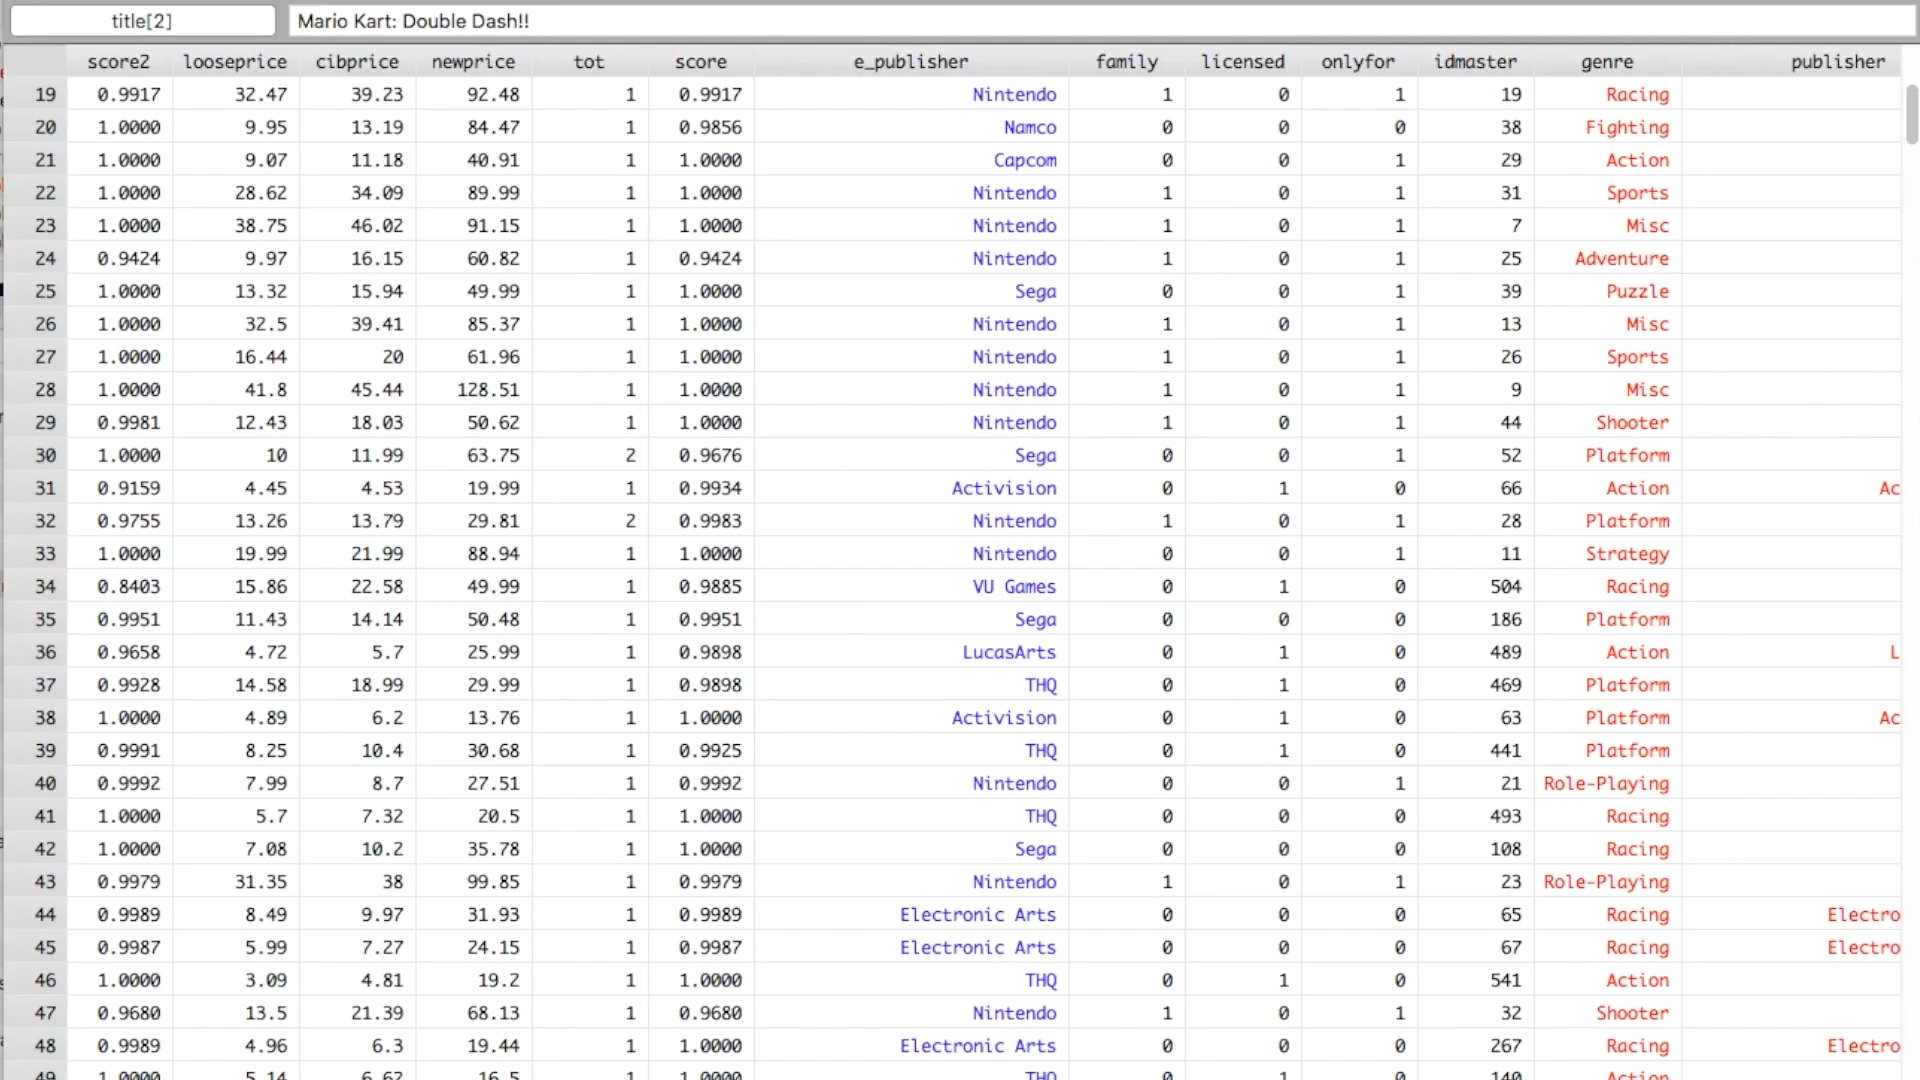 title[2] Mario Kart: Double Dash!!
score2 looseprice cibprice newprice tot score e_publisher family licensed onlyfor idmaster genre publisher
19 0.9917 32.47 39.23 92.48 1 0.9917 Nintendo 1 0 1 19 Racing
20 1.0000 9.95 13.19 84.47 1 0.9856 Namco 0 0 0 38 Fighting
21 1.0000 9.07 11.18 40.91 1 1.0000 Capcom 0 0 1 29 Action
22 1.0000 28.62 34.09 89.99 1 1.0000 Nintendo 1 0 1 31 Sports
23 1.0000 38.75 46.02 91.15 1 1.0000 Nintendo 1 0 1 7 Misc
24 0.9424 9.97 16.15 60.82 1 0.9424 Nintendo 1 0 1 25 Adventure
25 1.0000 13.32 15.94 49.99 1 1.0000 Sega 0 0 1 39 Puzzle
26 1.0000 32.5 39.41 85.37 1 1.0000 Nintendo 1 0 1 13 Misc
27 1.0000 16.44 20 61.96 1 1.0000 Nintendo 1 0 1 26 Sports
28 1.0000 41.8 45.44 128.51 1 1.0000 Nintendo 1 0 1 9 Misc
29 0.9981 12.43 18.03 50.62 1 1.0000 Nintendo 1 0 1 44 Shooter
30 1.0000 10 11.99 63.75 2 0.9676 Sega 0 0 1 52 Platform
31 0.9159 4.45 4.53 19.99 1 0.9934 Activision 0 1 0 66 Action Ac
32 0.9755 13.26 13.79 29.81 2 0.9983 Nintendo 1 0 1 28 Platform
33 1.0000 19.99 21.99 88.94 1 1.0000 Nintendo 0 0 1 11 Strategy
34 0.8403 15.86 22.58 49.99 1 0.9885 VU Games 0 1 0 504 Racing
35 0.9951 11.43 14.14 50.48 1 0.9951 Sega 0 0 0 186 Platform
36 0.9658 4.72 5.7 25.99 1 0.9898 LucasArts 0 1 0 489 Action L
37 0.9928 14.58 18.99 29.99 1 0.9898 THQ 0 1 0 469 Platform
38 1.0000 4.89 6.2 13.76 1 1.0000 Activision 0 1 0 63 Platform Ac
39 0.9991 8.25 10.4 30.68 1 0.9925 THQ 0 1 0 441 Platform
40 0.9992 7.99 8.7 27.51 1 0.9992 Nintendo 0 0 1 21 Role-Playing
41 1.0000 5.7 7.32 20.5 1 1.0000 THQ 0 0 0 493 Racing
42 1.0000 7.08 10.2 35.78 1 1.0000 Sega 0 0 0 108 Racing
43 0.9979 31.35 38 99.85 1 0.9979 Nintendo 1 0 1 23 Role-Playing
44 0.9989 8.49 9.97 31.93 1 0.9989 Electronic Arts 0 0 0 65 Racing Electro
45 0.9987 5.99 7.27 24.15 1 0.9987 Electronic Arts 0 0 0 67 Racing Electro
46 1.0000 3.09 4.81 19.2 1 1.0000 THQ 0 1 0 541 Action
47 0.9680 13.5 21.39 68.13 1 0.9680 Nintendo 1 0 1 32 Shooter
48 0.9989 4.96 6.3 19.44 1 1.0000 Electronic Arts 0 0 0 267 Racing Electro
49 1.0000 5.14 6.62 16.5 1 1.0000 THQ 0 1 0 140 Action